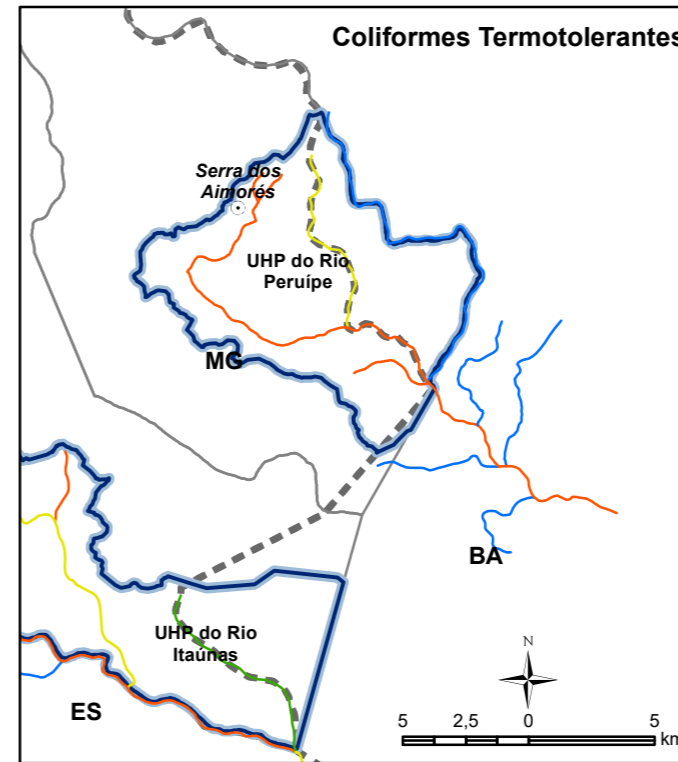 Coliformes Termotolerantes
Serra dos
Aimorés
UHP do Rio
Peruípe
MG
BA
UHP do Rio
Itaúnas
ES
N
5 2,5 0 5
km